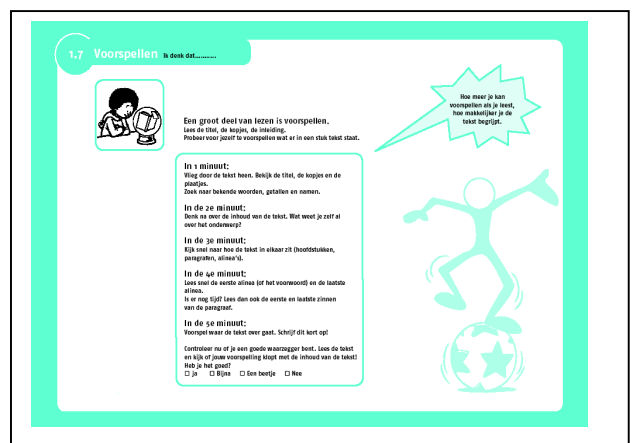 1.7 Voorspellen Ik denk dat...........
Hoe meer je kan
voorspellen als je leest,
hoe makkelijker je de
tekst begrijpt.
Een groot deel van lezen is voorspellen.
Lees de titel, de kopjes, de inleiding.
Probeer voor jezelf te voorspellen wat er in een stuk tekst staat.
In 1 minuut:
Vlieg door de tekst heen. Bekijk de titel, de kopjes en de
plaatjes.
Zoek naar bekende woorden, getallen en namen.
In de 2e minuut:
Denk na over de inhoud van de tekst. Wat weet je zelf al
over het onderwerp?
In de 3e minuut:
Kijk snel naar hoe de tekst in elkaar zit (hoofdstukken,
paragrafen, alinea's).
In de 4e minuut:
Lees snel de eerste alinea (of het voorwoord) en de laatste
alinea.
Is er nog tijd? Lees dan ook de eerste en laatste zinnen
van de paragraaf.
In de 5e minuut:
Voorspel waar de tekst over gaat. Schrijf dit kort op!
Controleer nu of je een goede waarzegger bent. Lees de tekst
en kijk of jouw voorspelling klopt met de inhoud van de tekst!
Heb je het goed?
☐ Ja ☐ Bijna ☐ Een beetje ☐ Nee